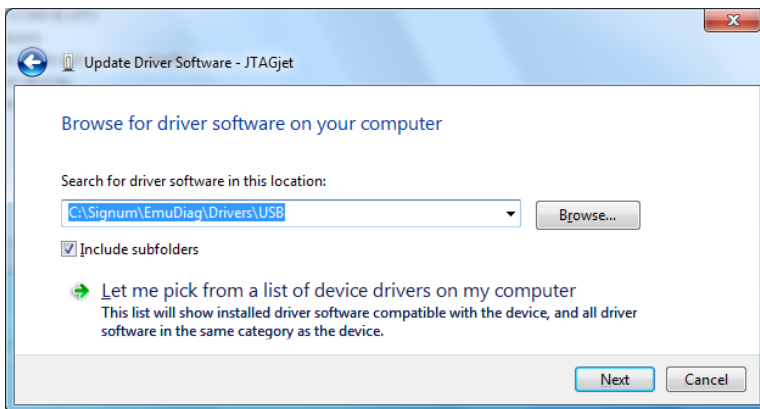 Update Driver Software - JTAGjet
Browse for driver software on your computer
Search for driver software in this location:
C:\Signum\EmuDiag\Drivers\USB
Browse...
Include subfolders
Let me pick from a list of device drivers on my computer
This list will show installed driver software compatible with the device, and all driver
software in the same category as the device.
Next
Cancel